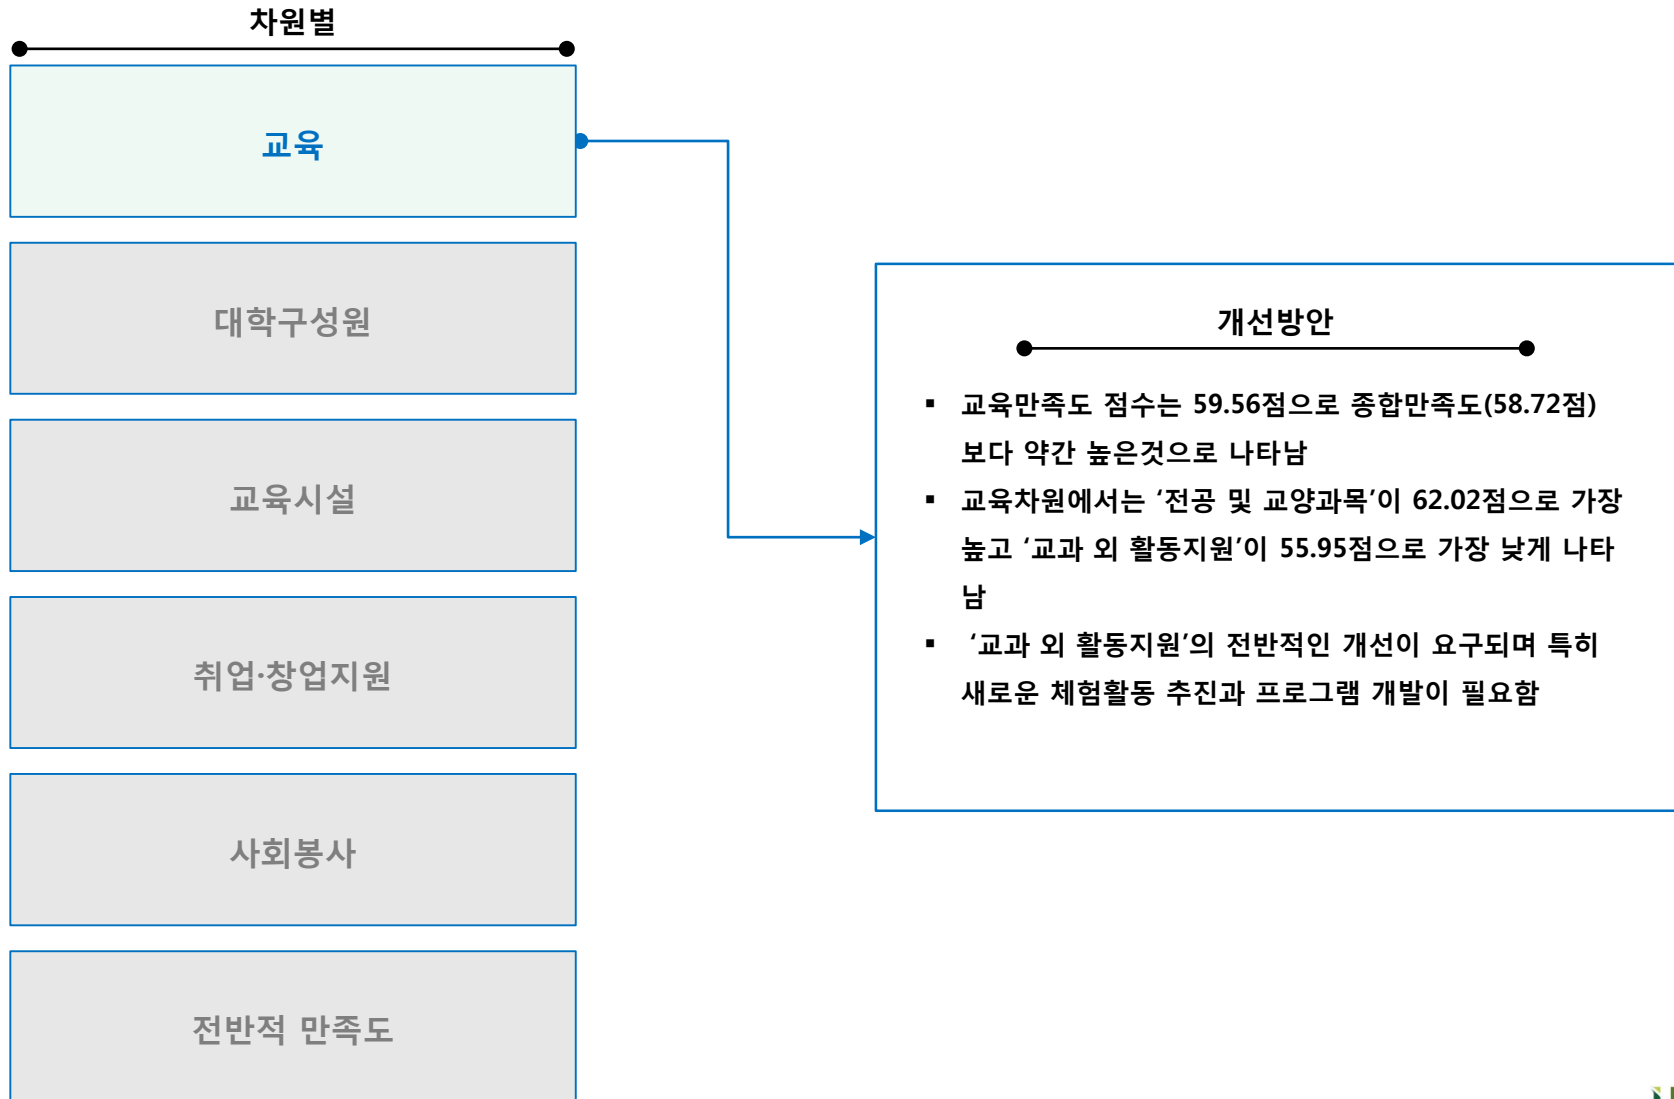 차원별
교육
대학구성원
교육시설
취업·창업지원
사회봉사
전반적 만족도
개선방안
▪ 교육만족도 점수는 59.56점으로 종합만족도(58.72점)
보다 약간 높은것으로 나타남
▪ 교육차원에서는 ‘전공 및 교양과목’이 62.02점으로 가장
높고 ‘교과 외 활동지원’이 55.95점으로 가장 낮게 나타
남
▪ ‘교과 외 활동지원’의 전반적인 개선이 요구되며 특히
새로운 체험활동 추진과 프로그램 개발이 필요함